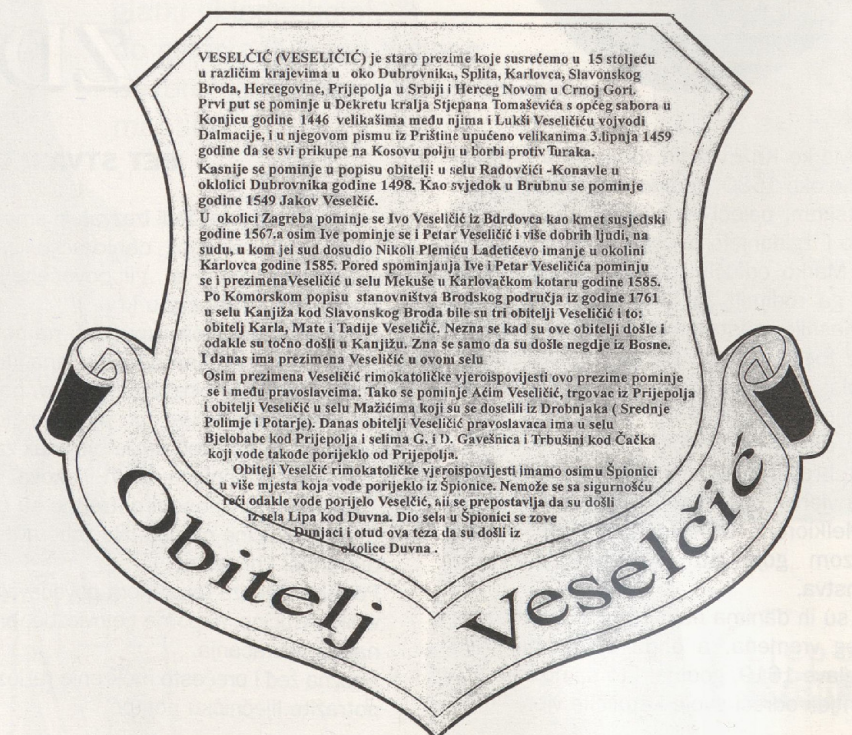 VESELČIĆ (VESELIČIĆ) je staro prezime koje susrećemo u 15 stoljeću
u različim krajevima u oko Dubrovnika, Splita, Karlovca, Slavonskog
Broda, Hercegovine, Prijepolja u Srbiji i Herceg Novom u Crnoj Gori.
Prvi put se pominje u Dekretu kralja Stjepana Tomaševića s općeg sabora u
Konjicu godine 1446 velikašima među njima i Lukši Veseličiću vojvodi
Dalmacije, i u njegovom pismu iz Prištine upućeno velikanima 3.lipnja 1459
godine da se svi prikupe na Kosovu polju u borbi protiv Turaka.
Kasnije se pominje u popisu obitelji u selu Radovčići -Konavle u
oklolici Dubrovnika godine 1498. Kao svjedok u Brubnu se pominje
godine 1549 Jakov Veselčić.
U okolici Zagreba pominje se Ivo Veseličić iz Bdrdovca kao kmet susjedski
godine 1567.a osim Ive pominje se i Petar Veseličić i više dobrih ljudi, na
sudu, u kom jei sud dosudio Nikoli Plemiću Ladetićevo imanje u okolini
Karlovca godine 1585. Pored spominjanja Ive i Petar Veseličića pominju
se i prezimenaVeseličić u selu Mekuše u Karlovačkom kotaru godine 1585.
Po Komorskom popisu stanovništva Brodskog područja iz godine 1761
u selu Kanjiža kod Slavonskog Broda bile su tri obitelji Veseličić i to:
obitelj Karla, Mate i Tadije Veseličić. Nezna se kad su ove obitelji došle i
odakle su točno došli u Kanjižu. Zna se samo da su došle negdje iz Bosne.
I danas ima prezimena Veseličić u ovom selu
Osim prezimena Veseličić rimokatoličke vjeroispovijesti ovo prezime pominje
se i među pravoslavcima. Tako se pominje Aćim Veseličić, trgovac iz Prijepolja
i obitelji Veseličić u selu Mažićima koji su se doselili iz Drobnjaka ( Srednje
Polimje i Potarje). Danas obitelji Veseličić pravoslavaca ima u selu
Bjelobabe kod Prijepolja i selima G. i D. Gavešnica i Trbušini kod Čačka
koji vode takođe porijeklo od Prijepolja.
Obiteji Veselčić rimokatoličke vjeroispovijesti imamo osimu Špionici
i u više mjesta koja vode porijeklo iz Špionice. Nemože se sa sigurnošću
reći odakle vode porijelo Veselčić, ali se prepostavlja da su došli
iz sela Lipa kod Duvna. Dio sela u Špionici se zove
Dunjaci i otud ova teza da su došli iz
okolice Duvna .
Obitelj Veselčić